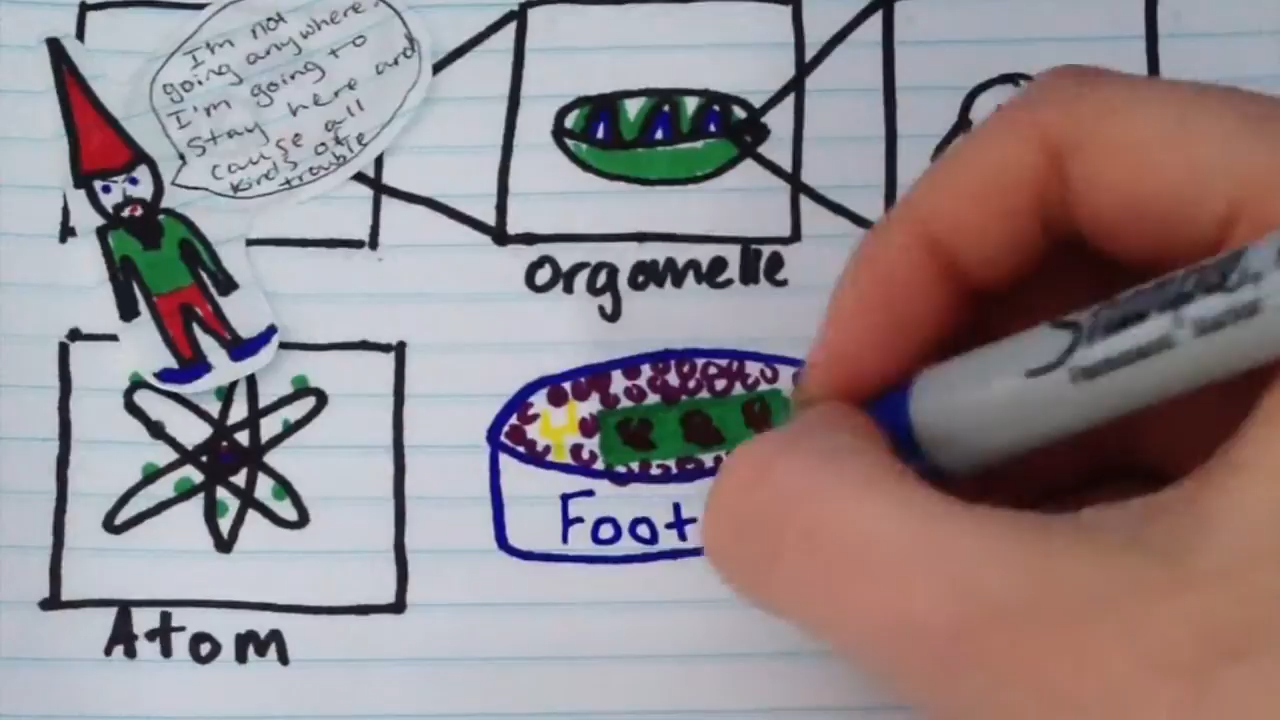 I'm not
going anywhere.
I'm going to
Stay here and
cause all
kinds of
trouble
organelle
Foot
Atom